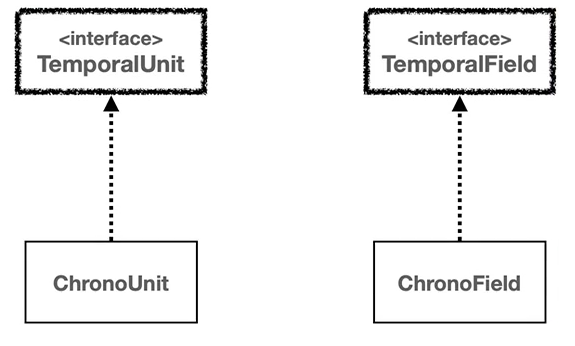 <interface>
TemporalUnit
<interface>
TemporalField
ChronoUnit
ChronoField